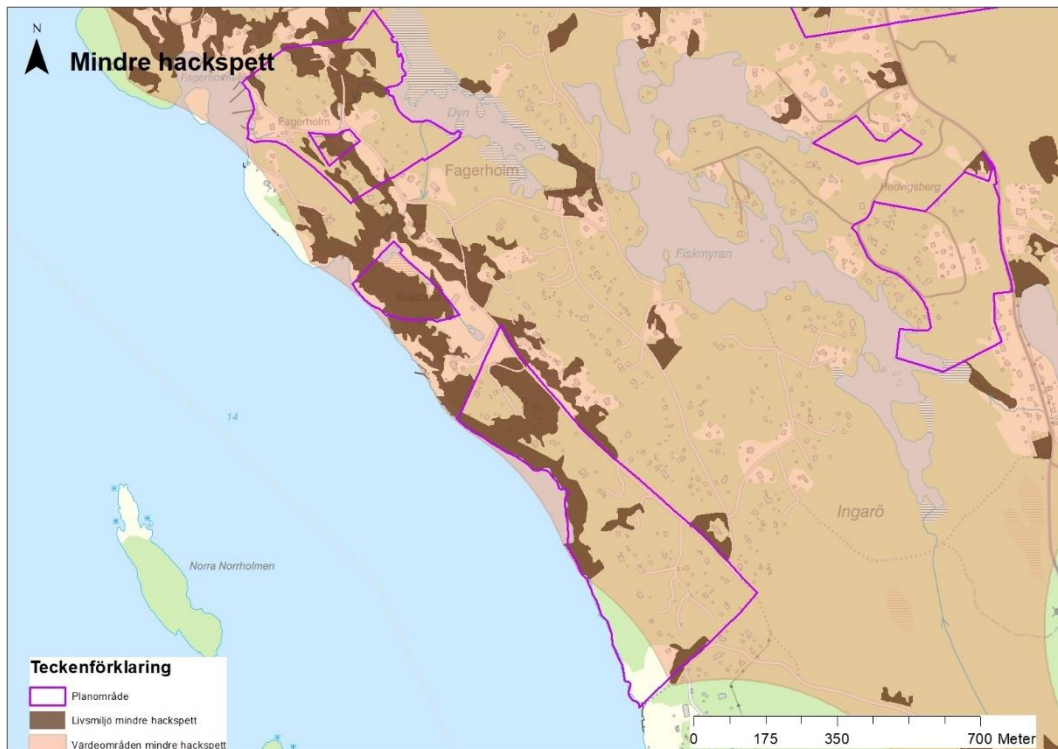 N
Mindre hackspett
Fagerholm
Dyn
Fagerholm
Hedvigsberg
Fiskmyran
14
Ingarö
Norra Norrholmen
Teckenförklaring
Planområde
Livsmiljö mindre hackspett
Värdeområden mindre hackspett
0 175 350 700 Meter